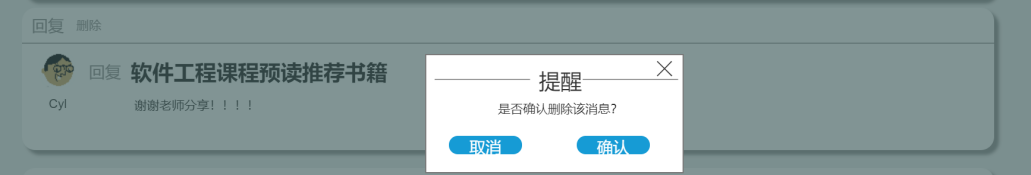 回复 删除
回复 软件工程课程预读推荐书籍
Cyl 谢谢老师分享！！！！
提醒
是否确认删除该消息？
取消 确认